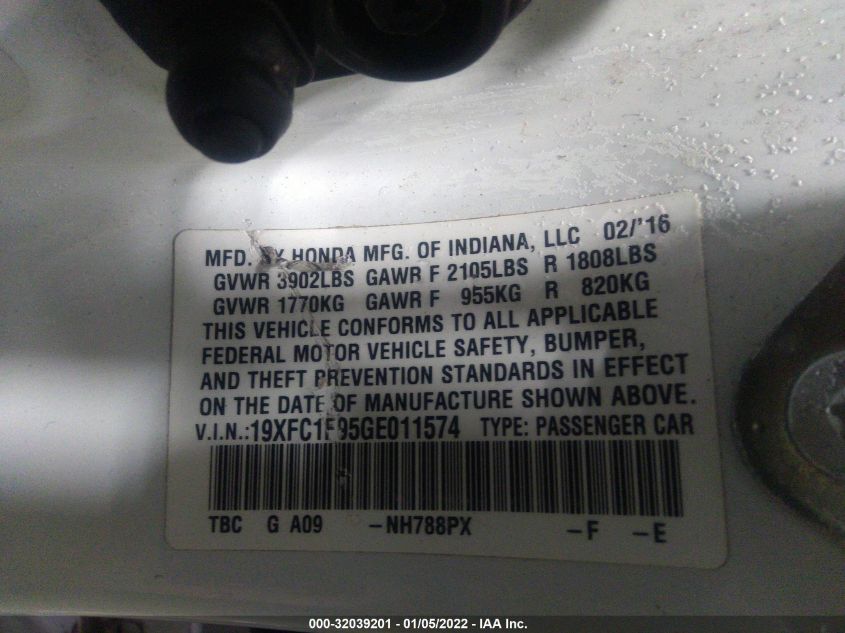 MFD. BY HONDA MFG. OF INDIANA, LLC 02/'16
GVWR 3902LBS GAWR F 2105LBS R 1808LBS
GVWR 1770KG GAWR F 955KG R 820KG
THIS VEHICLE CONFORMS TO ALL APPLICABLE
FEDERAL MOTOR VEHICLE SAFETY, BUMPER,
AND THEFT PREVENTION STANDARDS IN EFFECT
ON THE DATE OF MANUFACTURE SHOWN ABOVE.
V.I.N.:19XFC1F95GE011574 TYPE: PASSENGER CAR
TBC G A09 -NH788PX -F -E
000-32039201 - 01/05/2022 - IAA Inc.